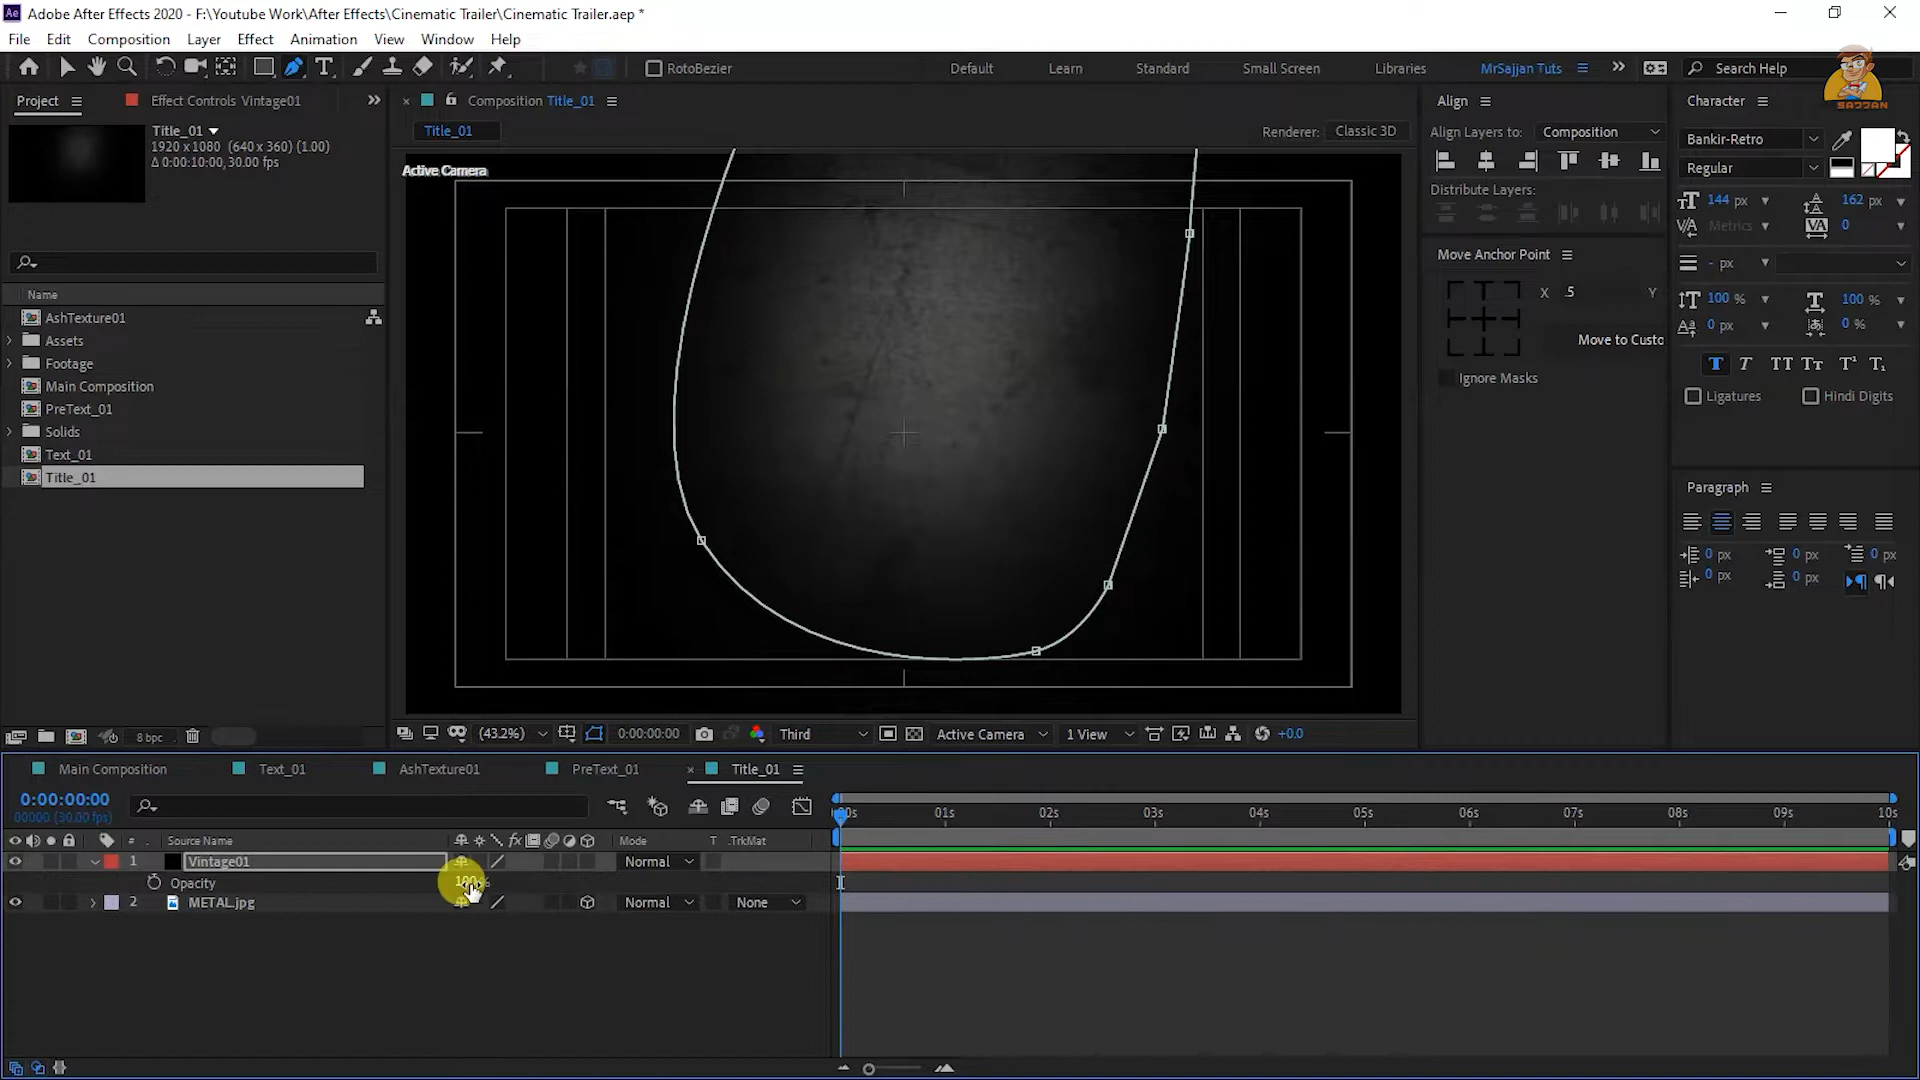 Adobe After Effects 2020 - F:\Youtube Work\After Effects\Cinematic Trailer\Cinematic Trailer.aep *
File Edit Composition Layer Effect Animation View Window Help
RotoBezier
Default Learn Standard Small Screen Libraries MrSajjan Tuts
Search Help
SAJJAN
Project
Effect Controls Vintage01
Composition Title_01
Align
Character
Title_01
1920 x 1080 (640 x 360) (1.00)
Δ 0:00:10:00, 30.00 fps
Title_01
Renderer: Classic 3D
Align Layers to: Composition
Bankir-Retro
Regular
Active Camera
Distribute Layers:
144 px 162 px
Metrics 0
Move Anchor Point
- px
X .5 Y
Name
100 % 100 %
AshTexture01
0 px 0 %
Assets
Move to Custo
Footage
T T TT Tt T¹ T₁
Main Composition
Ignore Masks
Ligatures Hindi Digits
PreText_01
Solids
Text_01
Title_01
Paragraph
0 px 0 px 0 px
0 px 0 px
8 bpc
(43.2%) 0:00:00:00 Third Active Camera 1 View +0.0
Main Composition Text_01 AshTexture01 PreText_01 Title_01
0:00:00:00
00000 (30.00 fps)
01s 02s 03s 04s 05s 06s 07s 08s 09s 10s
# Source Name fx Mode T .TrkMat
1 Vintage01 Normal
Opacity 100 %
2 METAL.jpg Normal None